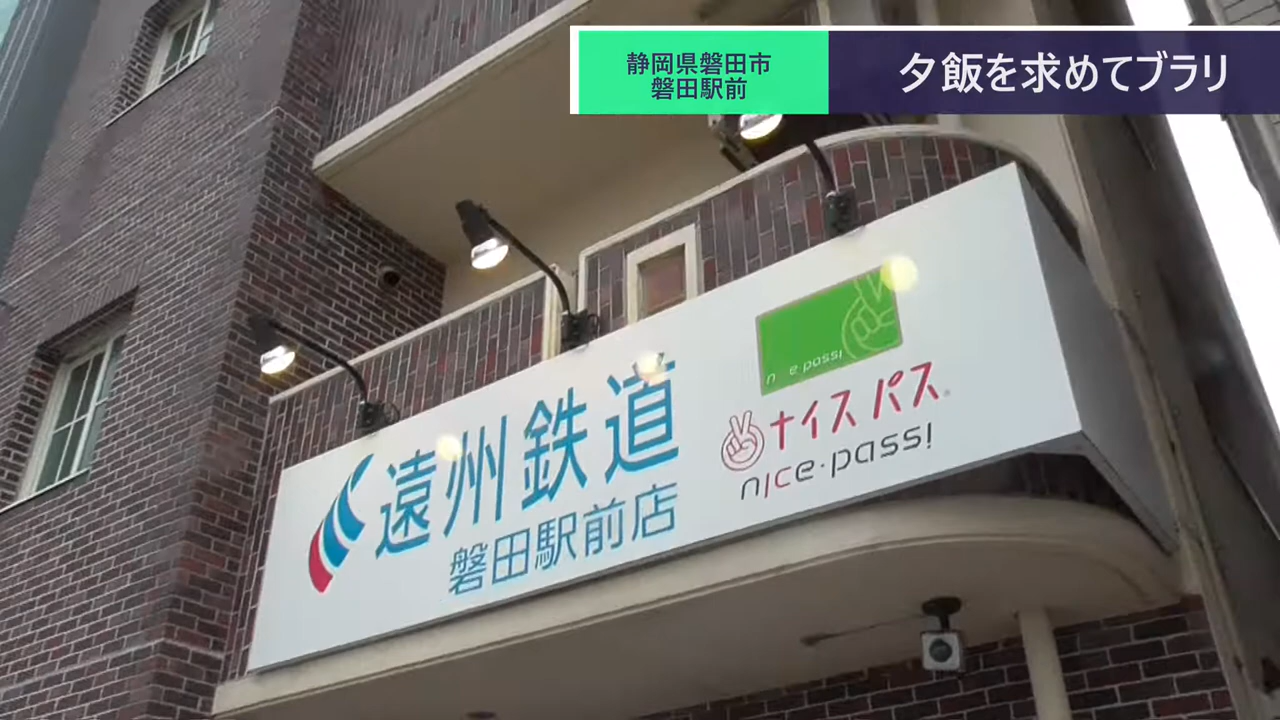 静岡県磐田市
磐田駅前
夕飯を求めてブラリ
遠州鉄道
磐田駅前店
ナイスパス
nice・pass!